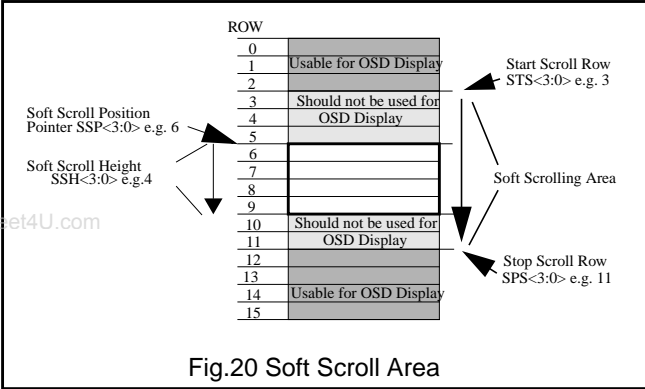 ROW
0
1 Usable for OSD Display
2
3 Should not be used for
4 OSD Display
5
6
7
8
9
10 Should not be used for
11 OSD Display
12
13
14 Usable for OSD Display
15
Soft Scroll Position
Pointer SSP<3:0> e.g. 6
Soft Scroll Height
SSH<3:0> e.g.4
Start Scroll Row
STS<3:0> e.g. 3
Soft Scrolling Area
Stop Scroll Row
SPS<3:0> e.g. 11
et4U.com
Fig.20 Soft Scroll Area